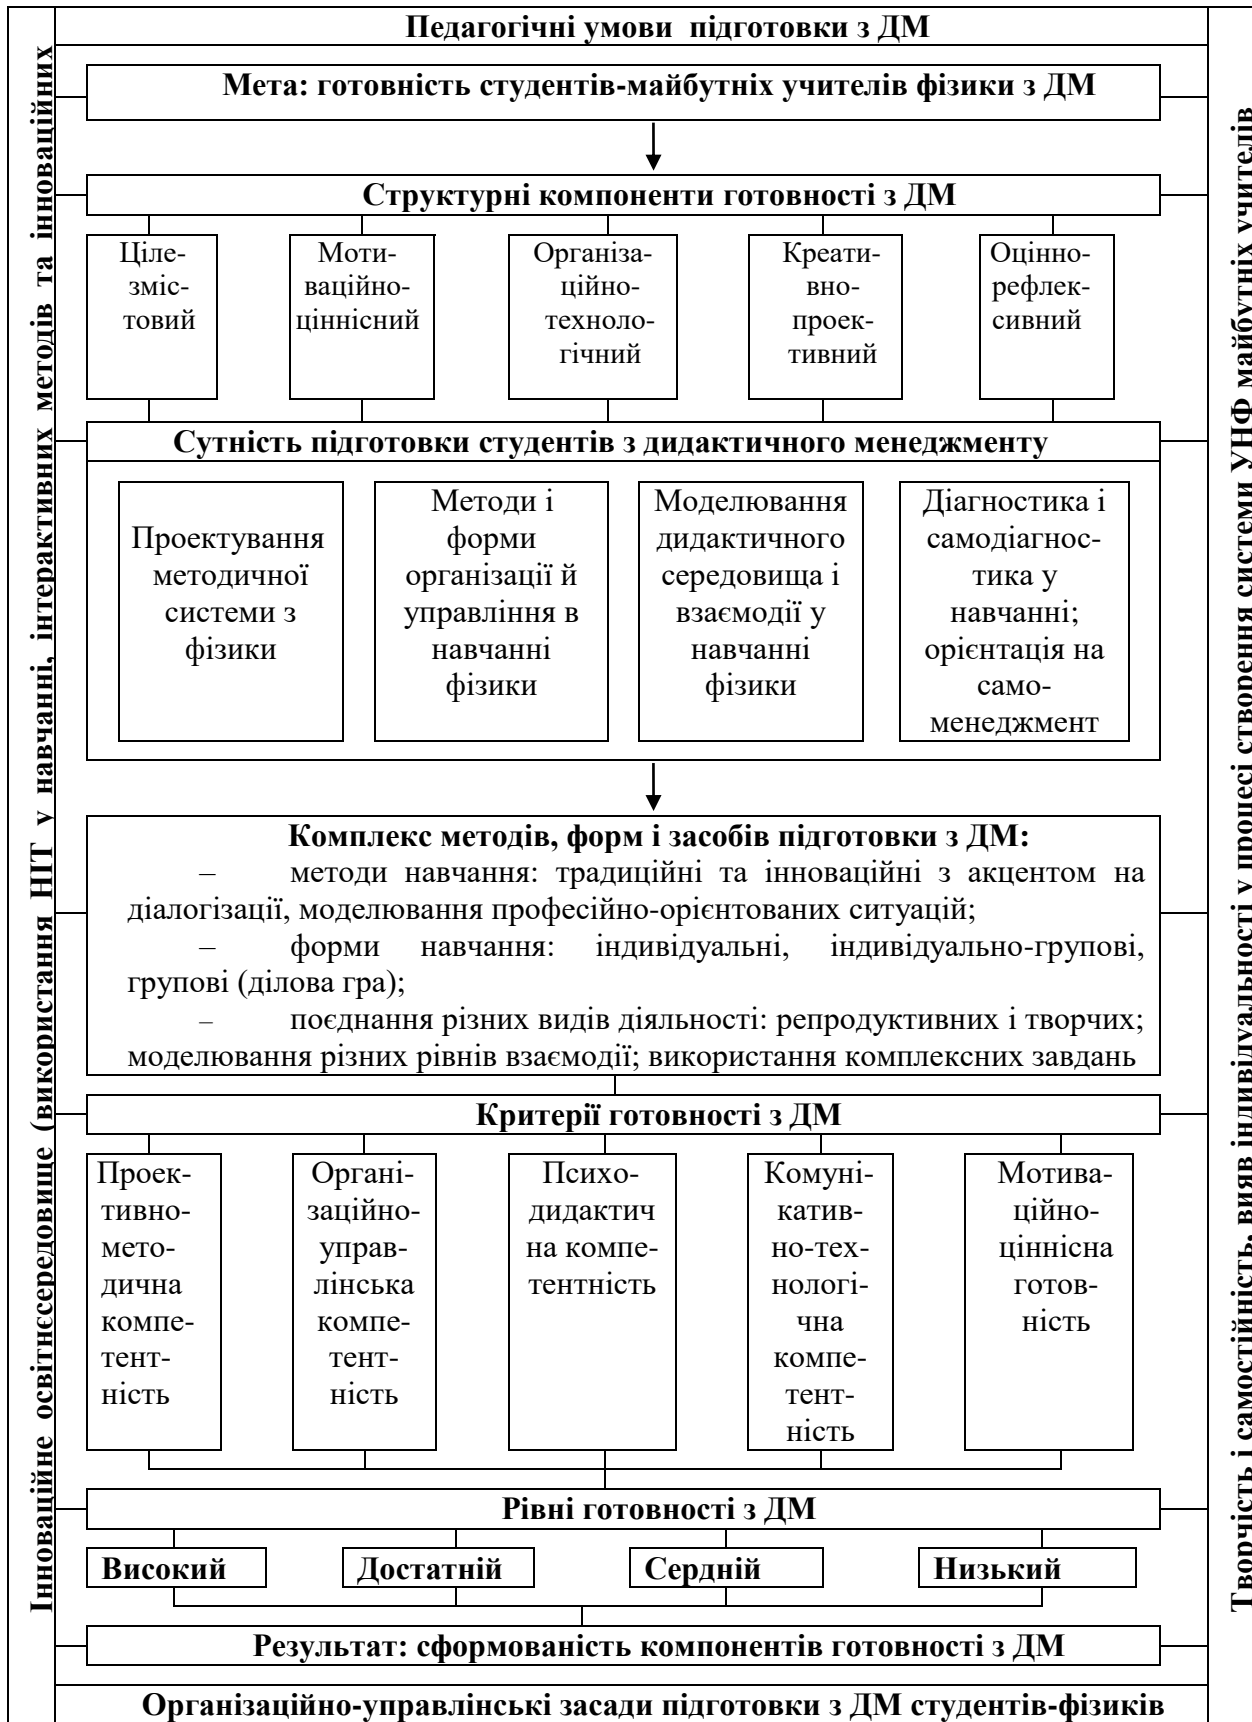 Педагогічні умови підготовки з ДМ
Інноваційне освітнєсередовище (використання НІТ у навчанні, інтерактивних методів та інноваційних
Мета: готовність студентів-майбутніх учителів фізики з ДМ
Структурні компоненти готовності з ДМ
Ціле-
зміс-
товий
Моти-
ваційно-
ціннісний
Організа-
ційно-
техноло-
гічний
Креати-
вно-
проек-
тивний
Оцінно-
рефлек-
сивний
Сутність підготовки студентів з дидактичного менеджменту
Проектування
методичної
системи з
фізики
Методи і
форми
організації й
управління в
навчанні
фізики
Моделювання
дидактичного
середовища і
взаємодії у
навчанні
фізики
Діагностика і
самодіагнос-
тика у
навчанні;
орієнтація на
само-
менеджмент
Комплекс методів, форм і засобів підготовки з ДМ:
– методи навчання: традиційні та інноваційні з акцентом на
діалогізації, моделювання професійно-орієнтованих ситуацій;
– форми навчання: індивідуальні, індивідуально-групові,
групові (ділова гра);
– поєднання різних видів діяльності: репродуктивних і творчих;
моделювання різних рівнів взаємодії; використання комплексних завдань
Критерії готовності з ДМ
Проек-
тивно-
мето-
дична
компе-
тент-
ність
Органі-
заційно-
управ-
лінська
компе-
тент-
ність
Психо-
дидактич
на компе-
тентність
Комуні-
катив-
но-тех-
нологі-
чна
компе-
тент-
ність
Мотива-
ційно-
ціннісна
готов-
ність
Рівні готовності з ДМ
Високий
Достатній
Сердній
Низький
Результат: сформованість компонентів готовності з ДМ
Організаційно-управлінські засади підготовки з ДМ студентів-фізиків
Творчість і самостійність, вияв індивідуальності у процесі створення системи УНФ майбутніх учителів